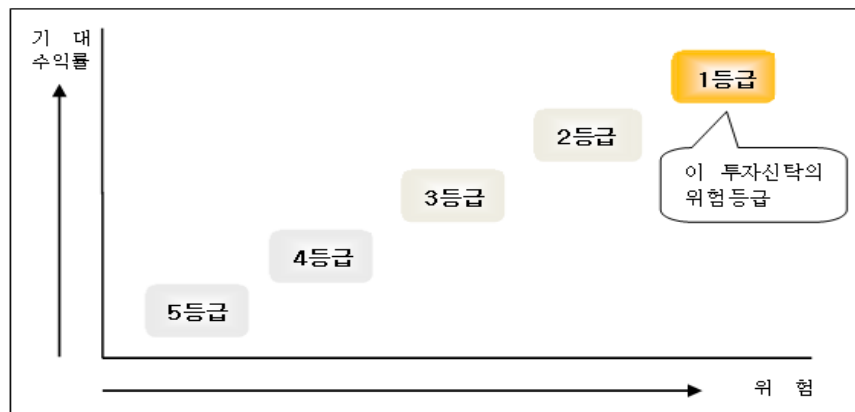 기 대
수익률
1등급
2등급
이 투자신탁의
위험등급
3등급
4등급
5등급
위 험